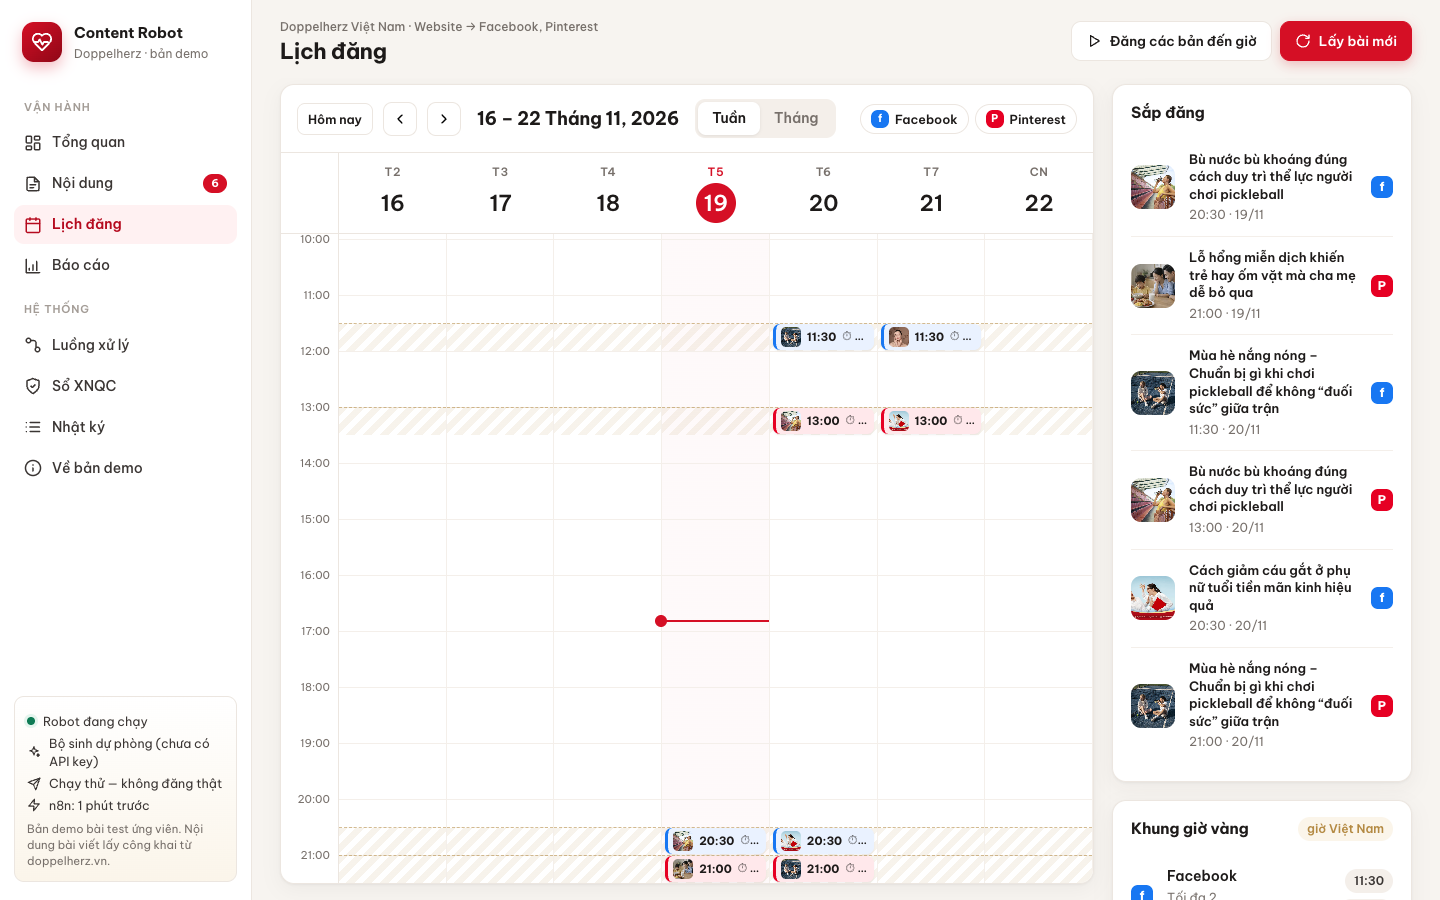 Content Robot
Doppelherz · bản demo
VẬN HÀNH
Tổng quan
Nội dung
6
Lịch đăng
Báo cáo
HỆ THỐNG
Luồng xử lý
Sổ XNQC
Nhật ký
Về bản demo
Robot đang chạy
Bộ sinh dự phòng (chưa có
API key)
Chạy thử — không đăng thật
n8n: 1 phút trước
Bản demo bài test ứng viên. Nội
dung bài viết lấy công khai từ
doppelherz.vn.
Doppelherz Việt Nam · Website → Facebook, Pinterest
Lịch đăng
Đăng các bản đến giờ
Lấy bài mới
Hôm nay
16 – 22 Tháng 11, 2026
Tuần
Tháng
f Facebook
P Pinterest
T2 T3 T4 T5 T6 T7 CN
16 17 18 19 20 21 22
10:00
11:00
11:30 ⏱ ...
11:30 ⏱ ...
12:00
13:00
13:00 ⏱ ...
13:00 ⏱ ...
14:00
15:00
16:00
17:00
18:00
19:00
20:00
20:30 ⏱...
20:30 ⏱...
21:00
21:00 ⏱ ...
21:00 ⏱ ...
Sắp đăng
Bù nước bù khoáng đúng
cách duy trì thể lực người
chơi pickleball
20:30 · 19/11
f
Lỗ hổng miễn dịch khiến
trẻ hay ốm vặt mà cha mẹ
dễ bỏ qua
21:00 · 19/11
P
Mùa hè nắng nóng –
Chuẩn bị gì khi chơi
pickleball để không “đuối
sức” giữa trận
11:30 · 20/11
f
Bù nước bù khoáng đúng
cách duy trì thể lực người
chơi pickleball
13:00 · 20/11
P
Cách giảm cáu gắt ở phụ
nữ tuổi tiền mãn kinh hiệu
quả
20:30 · 20/11
f
Mùa hè nắng nóng –
Chuẩn bị gì khi chơi
pickleball để không “đuối
sức” giữa trận
21:00 · 20/11
P
Khung giờ vàng
giờ Việt Nam
f
Facebook
Tối đa 2
11:30